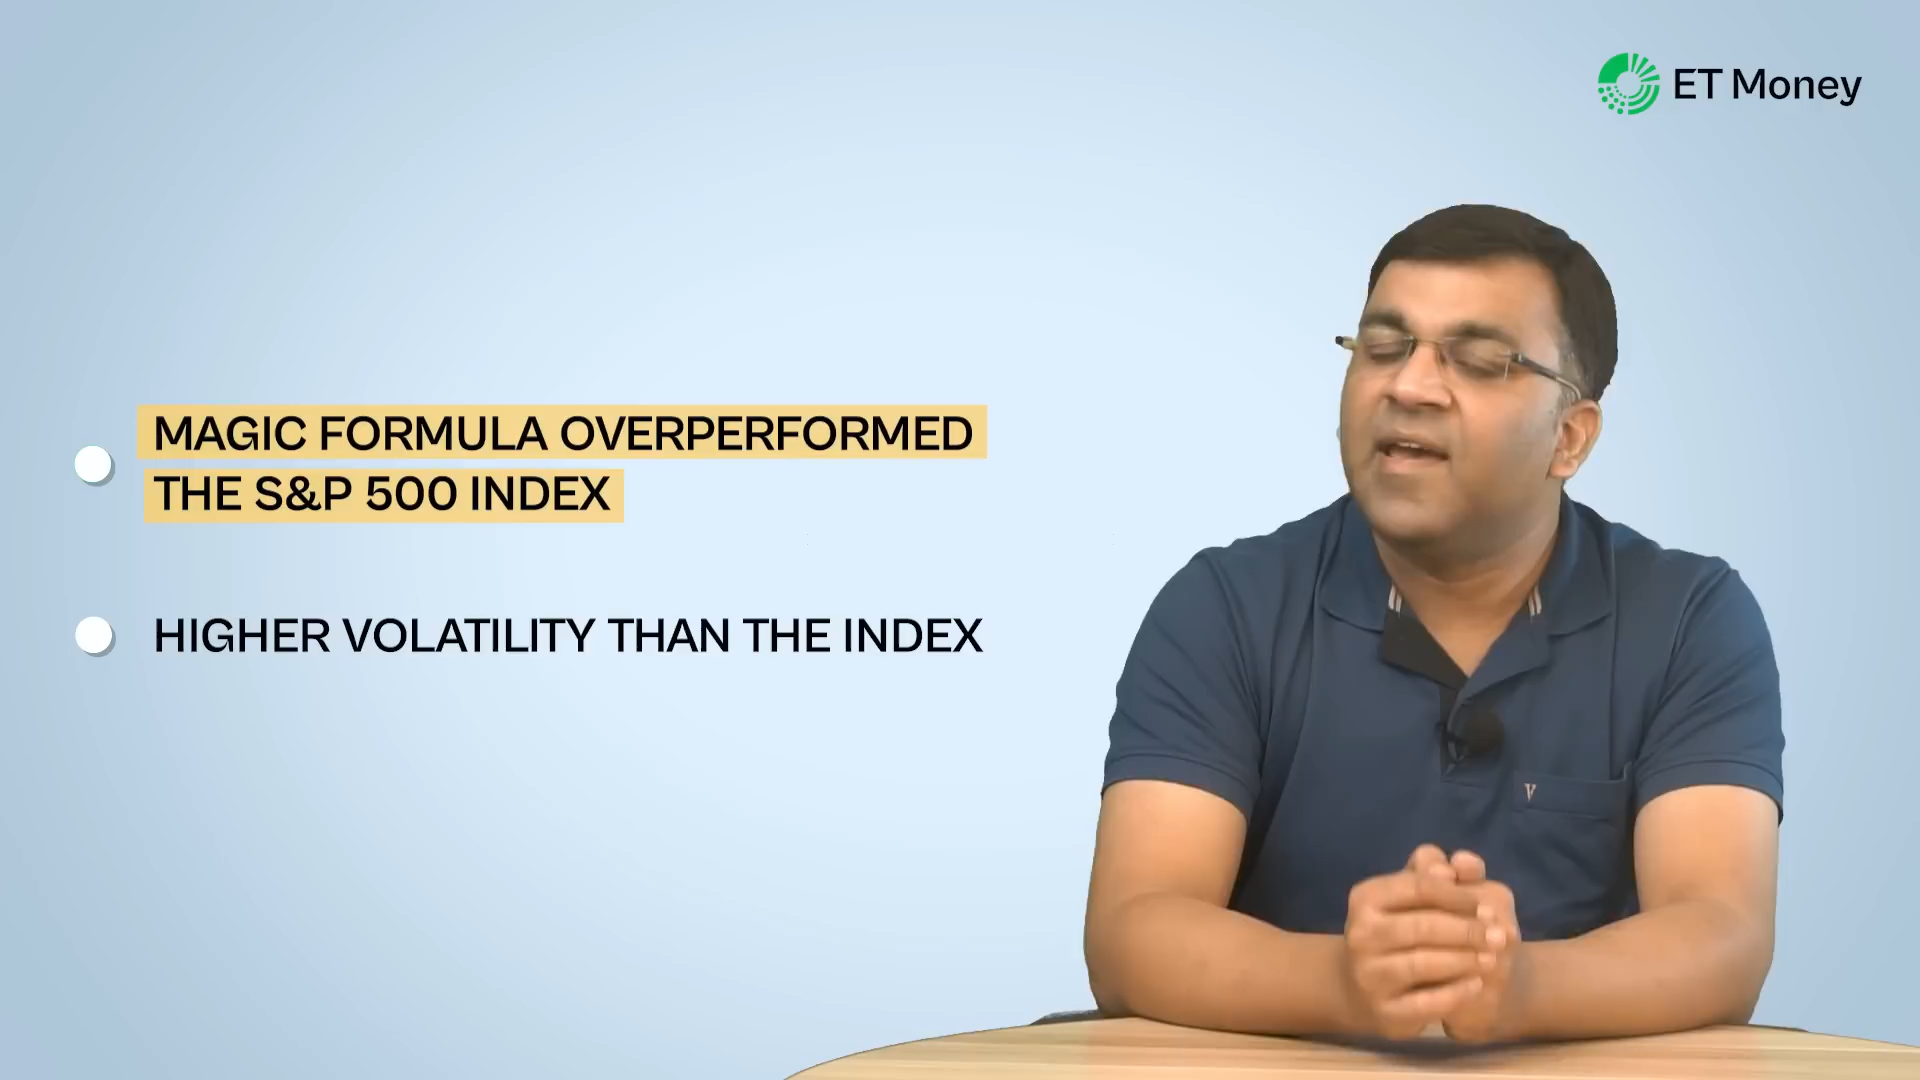 ET Money
MAGIC FORMULA OVERPERFORMED
THE S&P 500 INDEX
HIGHER VOLATILITY THAN THE INDEX
V